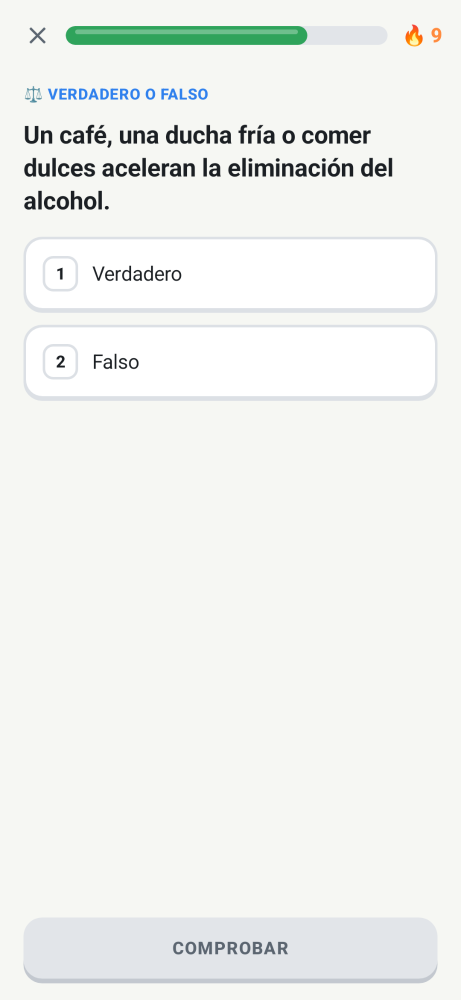 9
VERDADERO O FALSO
Un café, una ducha fría o comer
dulces aceleran la eliminación del
alcohol.
1 Verdadero
2 Falso
COMPROBAR